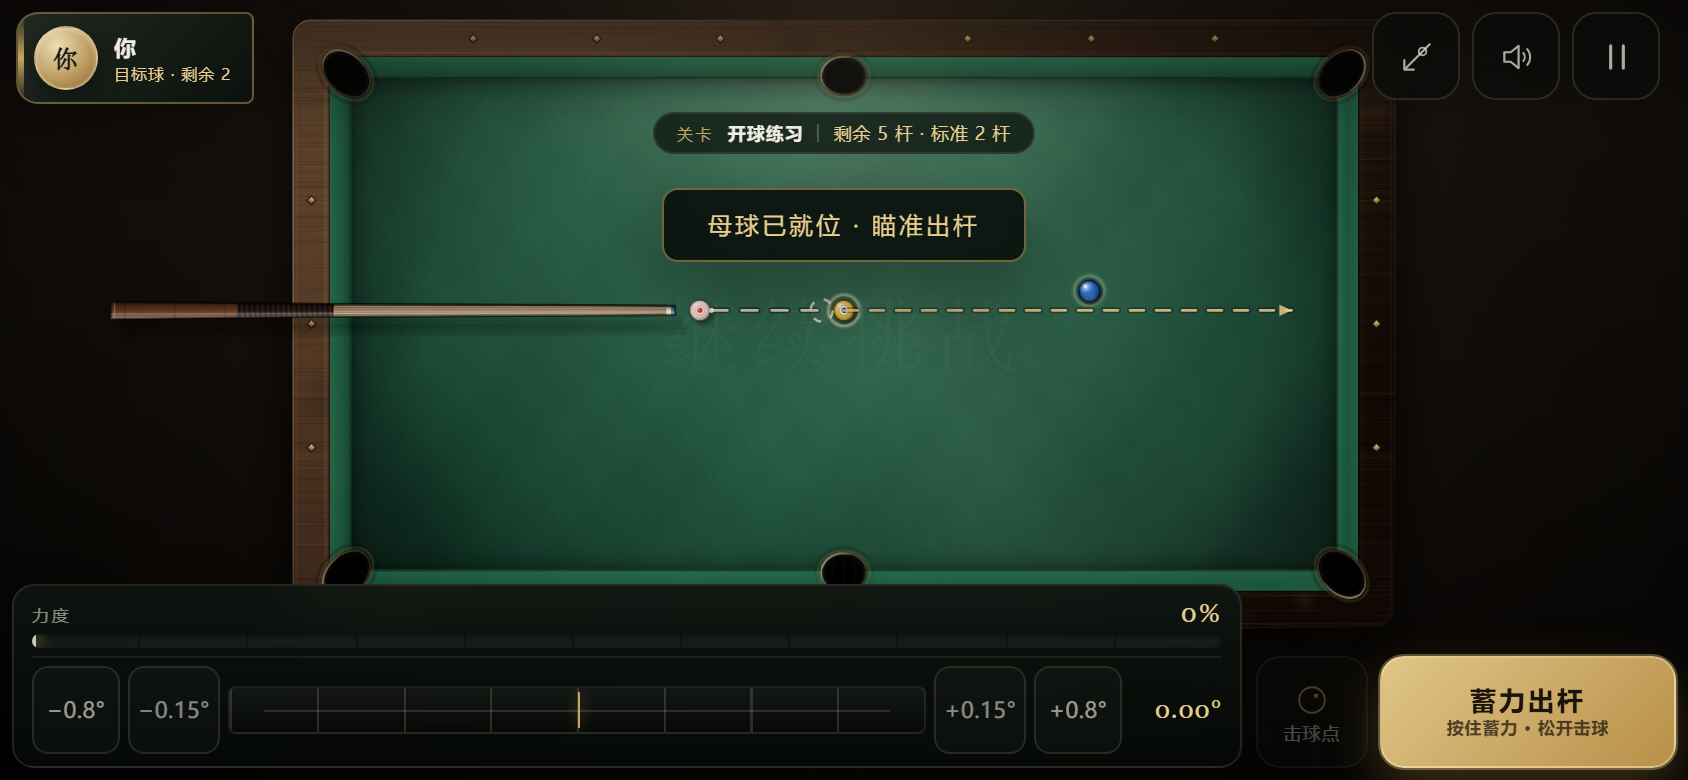 你
你
目标球 · 剩余 2
关卡 开球练习 剩余 5 杆 · 标准 2 杆
母球已就位 · 瞄准出杆
继续挑战
力度
0%
−0.8°
−0.15°
+0.15°
+0.8°
0.00°
击球点
蓄力出杆
按住蓄力 · 松开击球